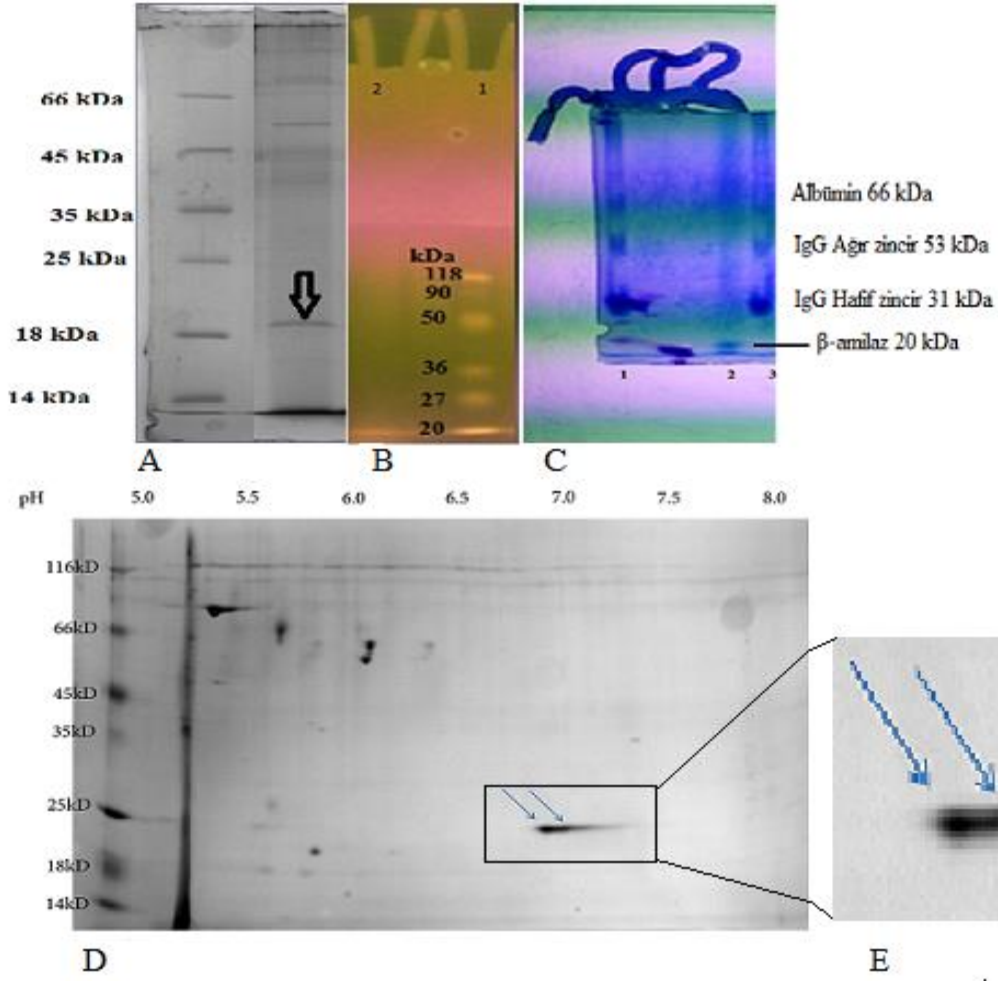 66 kDa
45 kDa
35 kDa
25 kDa
18 kDa
14 kDa
A
2 1
kDa
118
90
50
36
27
20
B
Albümin 66 kDa
IgG Ağır zincir 53 kDa
IgG Hafif zincir 31 kDa
β-amilaz 20 kDa
1 2 3
C
pH 5.0 5.5 6.0 6.5 7.0 7.5 8.0
116kD
66kD
45kD
35kD
25kD
18kD
14kD
D
E